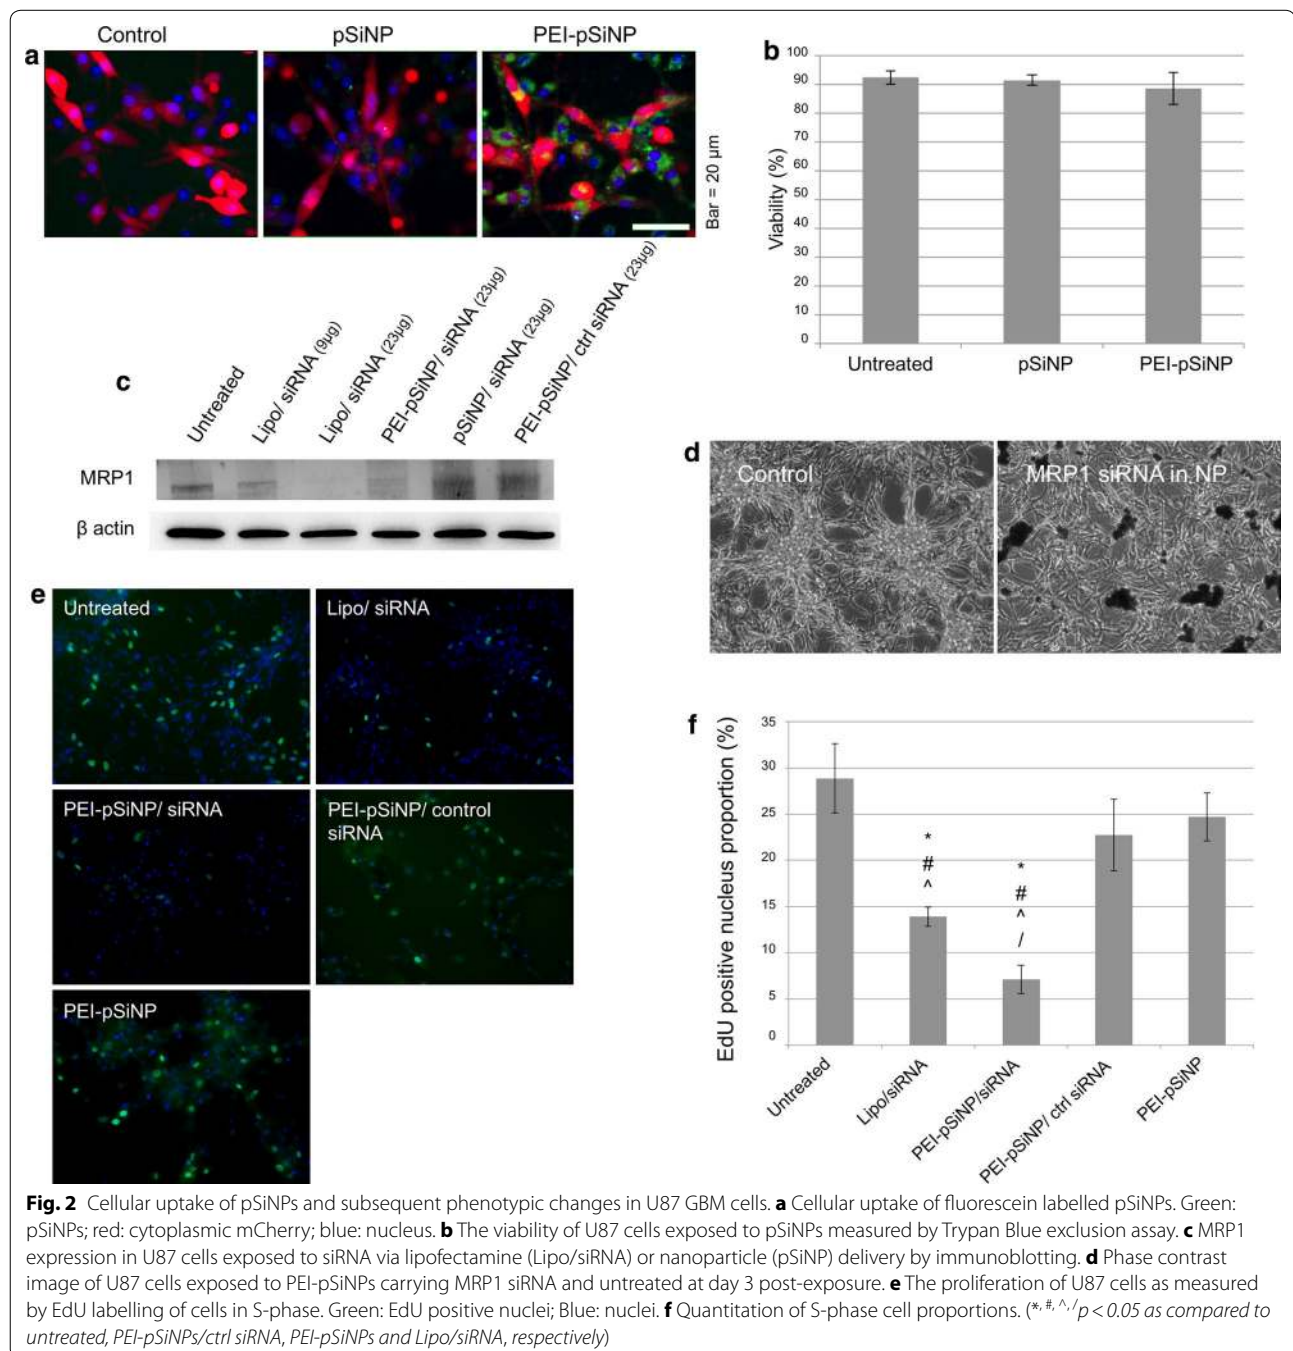 a
Control
pSiNP
PEI-pSiNP
Bar = 20 µm
b
Viability (%)
100
90
80
70
60
50
40
30
20
10
0
Untreated
pSiNP
PEI-pSiNP
c
Untreated
Lipo/ siRNA (9µg)
Lipo/ siRNA (23µg)
PEI-pSiNP/ siRNA (23µg)
pSiNP/ siRNA (23µg)
PEI-pSiNP/ ctrl siRNA (23µg)
MRP1
β actin
d
Control
MRP1 siRNA in NP
e
Untreated
Lipo/ siRNA
PEI-pSiNP/ siRNA
PEI-pSiNP/ control
siRNA
PEI-pSiNP
f
EdU positive nucleus proportion (%)
35
30
25
20
15
10
5
0
*
#
^
*
#
^
/
Untreated
Lipo/siRNA
PEI-pSiNP/siRNA
PEI-pSiNP/ ctrl siRNA
PEI-pSiNP
Fig. 2 Cellular uptake of pSiNPs and subsequent phenotypic changes in U87 GBM cells. a Cellular uptake of fluorescein labelled pSiNPs. Green:
pSiNPs; red: cytoplasmic mCherry; blue: nucleus. b The viability of U87 cells exposed to pSiNPs measured by Trypan Blue exclusion assay. c MRP1
expression in U87 cells exposed to siRNA via lipofectamine (Lipo/siRNA) or nanoparticle (pSiNP) delivery by immunoblotting. d Phase contrast
image of U87 cells exposed to PEI-pSiNPs carrying MRP1 siRNA and untreated at day 3 post-exposure. e The proliferation of U87 cells as measured
by EdU labelling of cells in S-phase. Green: EdU positive nuclei; Blue: nuclei. f Quantitation of S-phase cell proportions. (*, #, ^, / p < 0.05 as compared to
untreated, PEI-pSiNPs/ctrl siRNA, PEI-pSiNPs and Lipo/siRNA, respectively)